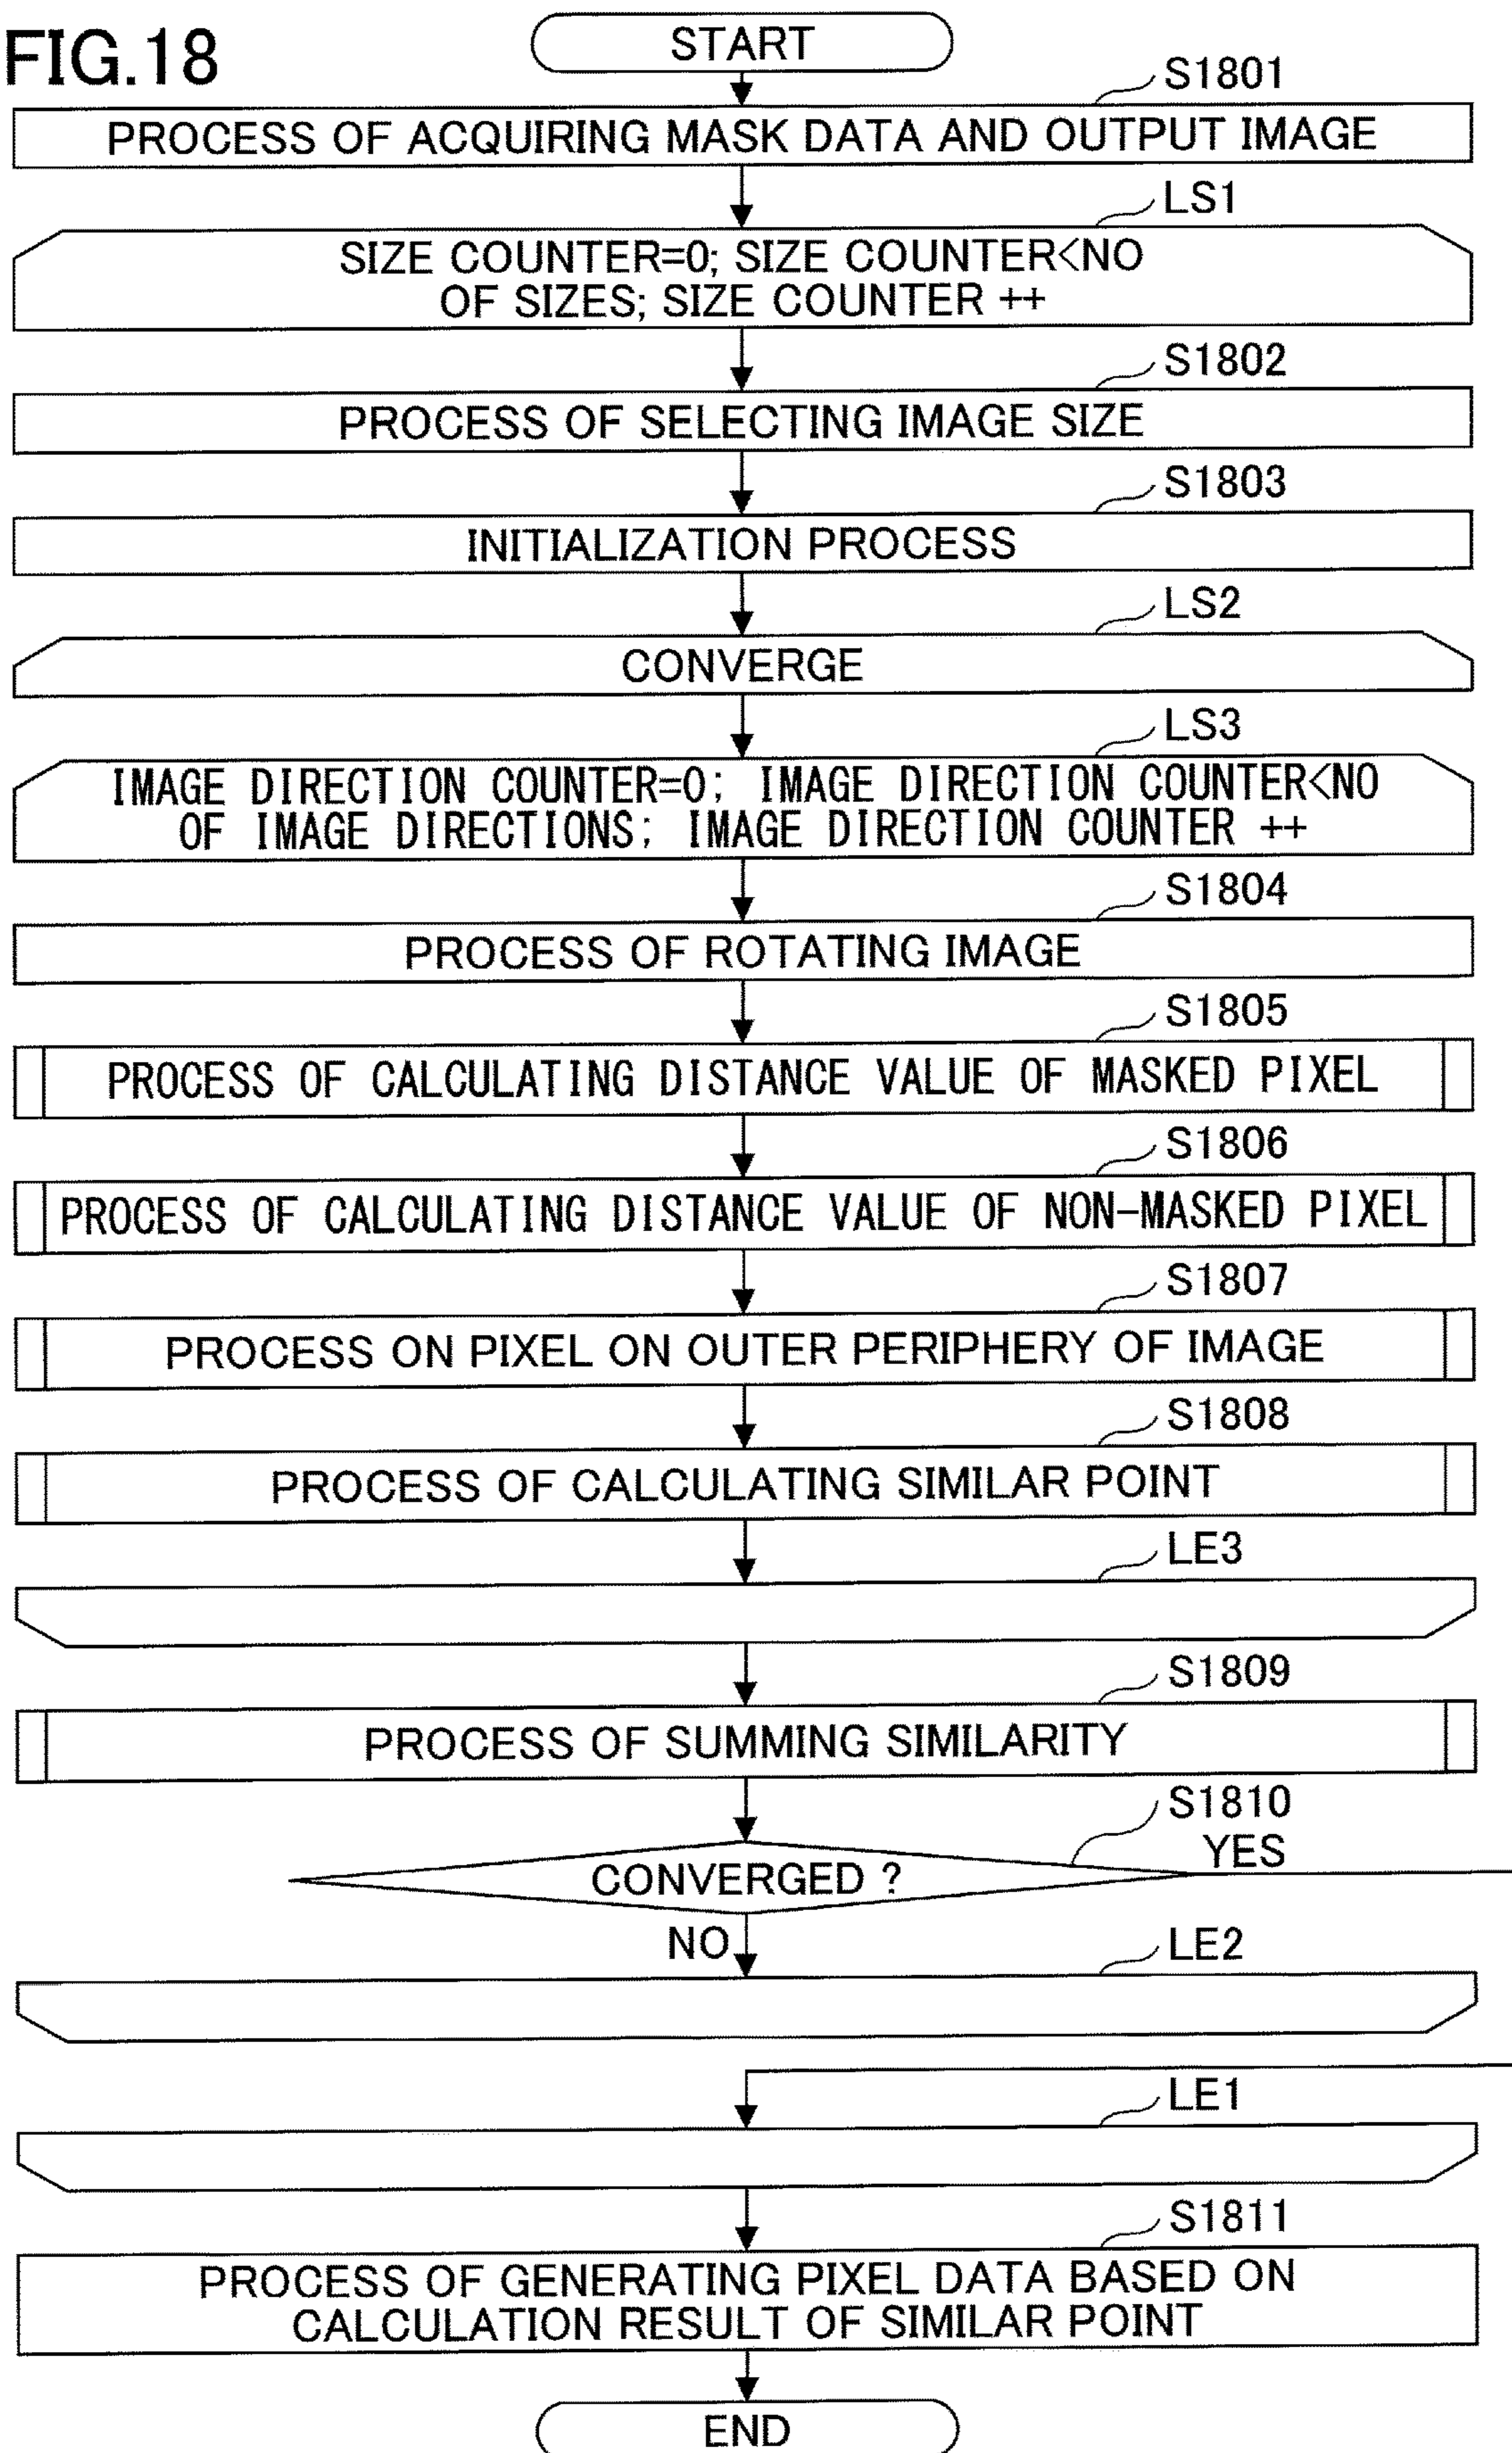 FIG.18
START
S1801
PROCESS OF ACQUIRING MASK DATA AND OUTPUT IMAGE
LS1
SIZE COUNTER=0; SIZE COUNTER<NO
OF SIZES; SIZE COUNTER ++
S1802
PROCESS OF SELECTING IMAGE SIZE
S1803
INITIALIZATION PROCESS
LS2
CONVERGE
LS3
IMAGE DIRECTION COUNTER=0; IMAGE DIRECTION COUNTER<NO
OF IMAGE DIRECTIONS; IMAGE DIRECTION COUNTER ++
S1804
PROCESS OF ROTATING IMAGE
S1805
PROCESS OF CALCULATING DISTANCE VALUE OF MASKED PIXEL
S1806
PROCESS OF CALCULATING DISTANCE VALUE OF NON-MASKED PIXEL
S1807
PROCESS ON PIXEL ON OUTER PERIPHERY OF IMAGE
S1808
PROCESS OF CALCULATING SIMILAR POINT
LE3
S1809
PROCESS OF SUMMING SIMILARITY
S1810
YES
CONVERGED ?
NO
LE2
LE1
S1811
PROCESS OF GENERATING PIXEL DATA BASED ON
CALCULATION RESULT OF SIMILAR POINT
END